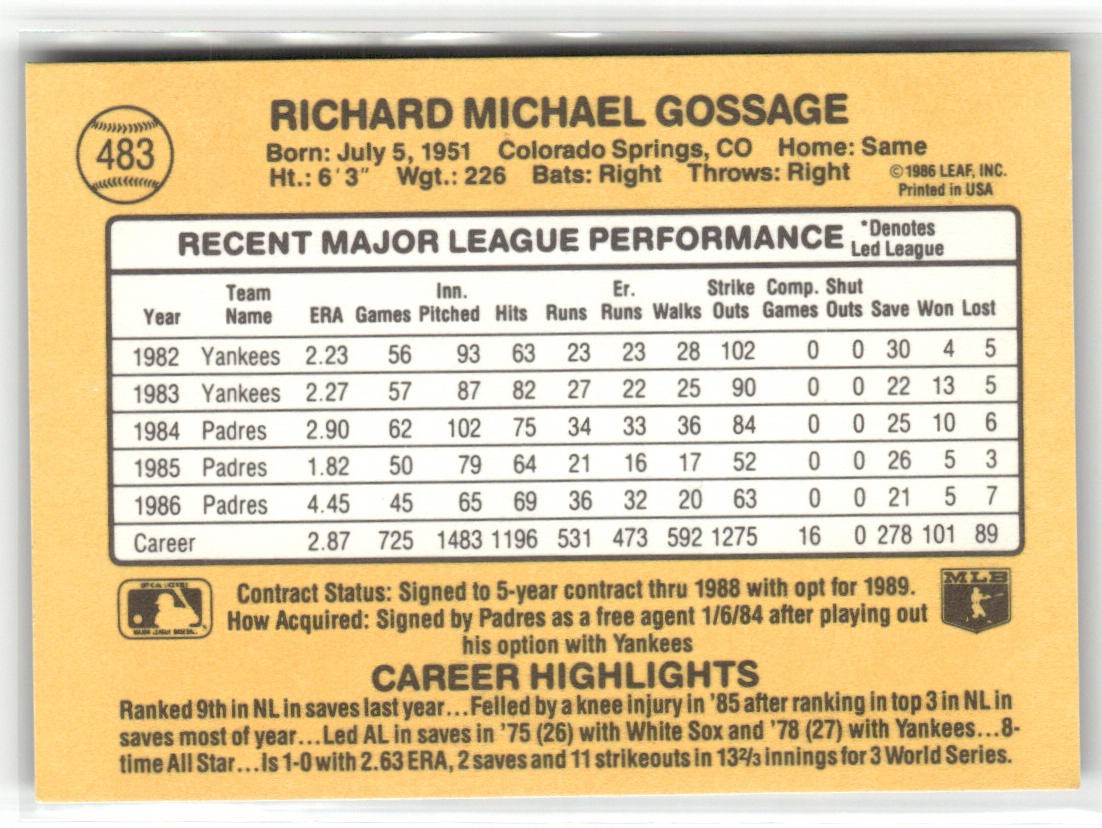 RICHARD MICHAEL GOSSAGE
483
Born: July 5, 1951 Colorado Springs, CO Home: Same
Ht.: 6'3" Wgt.: 226 Bats: Right Throws: Right
©1986 LEAF, INC.
Printed in USA
RECENT MAJOR LEAGUE PERFORMANCE *Denotes
Led League
Year Team Name ERA Games Inn. Pitched Hits Runs Er. Runs Walks Strike Outs Comp. Games Shut Outs Save Won Lost
1982 Yankees 2.23 56 93 63 23 23 28 102 0 0 30 4 5
1983 Yankees 2.27 57 87 82 27 22 25 90 0 0 22 13 5
1984 Padres 2.90 62 102 75 34 33 36 84 0 0 25 10 6
1985 Padres 1.82 50 79 64 21 16 17 52 0 0 26 5 3
1986 Padres 4.45 45 65 69 36 32 20 63 0 0 21 5 7
Career 2.87 725 1483 1196 531 473 592 1275 16 0 278 101 89
Contract Status: Signed to 5-year contract thru 1988 with opt for 1989.
How Acquired: Signed by Padres as a free agent 1/6/84 after playing out
his option with Yankees
MLB
CAREER HIGHLIGHTS
Ranked 9th in NL in saves last year...Felled by a knee injury in '85 after ranking in top 3 in NL in
saves most of year...Led AL in saves in '75 (26) with White Sox and '78 (27) with Yankees...8-
time All Star...Is 1-0 with 2.63 ERA, 2 saves and 11 strikeouts in 13 2/3 innings for 3 World Series.